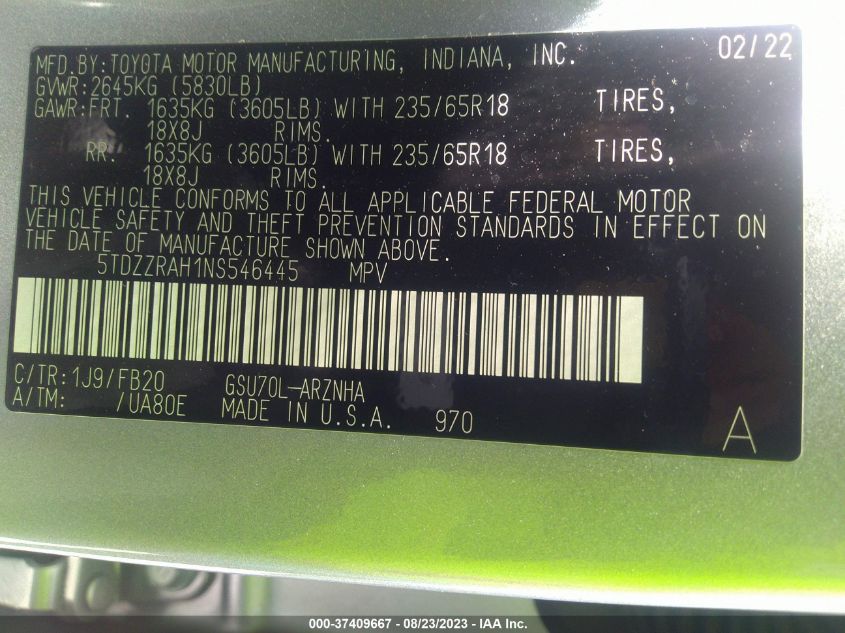 MFD.BY:TOYOTA MOTOR MANUFACTURING, INDIANA, INC. 02/22
GVWR:2645KG (5830LB)
GAWR:FRT. 1635KG (3605LB) WITH 235/65R18 TIRES,
18X8J RIMS.
RR. 1635KG (3605LB) WITH 235/65R18 TIRES,
18X8J RIMS.
THIS VEHICLE CONFORMS TO ALL APPLICABLE FEDERAL MOTOR
VEHICLE SAFETY AND THEFT PREVENTION STANDARDS IN EFFECT ON
THE DATE OF MANUFACTURE SHOWN ABOVE.
5TDZZRAH1NS546445 MPV
C/TR:1J9/FB20 GSU70L-ARZNHA
A/TM: /UA80E MADE IN U.S.A. 970 A
000-37409667 - 08/23/2023 - IAA Inc.